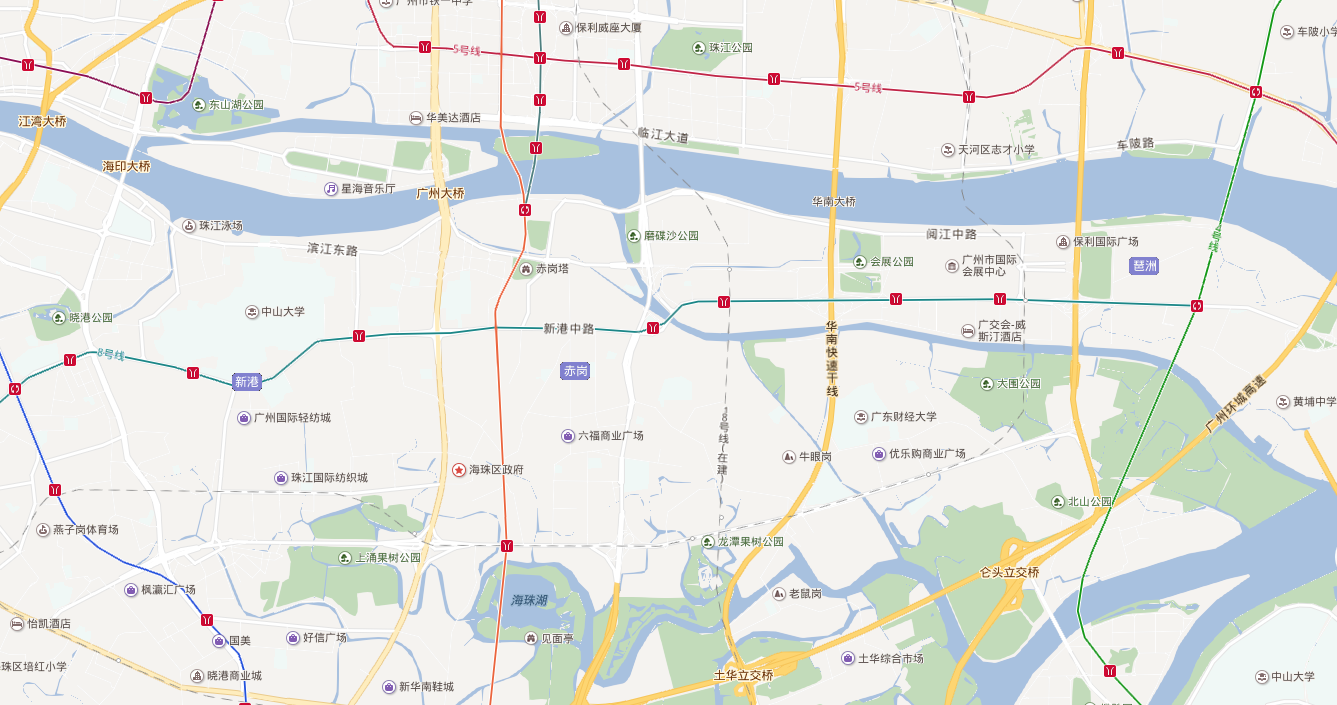 广州市铁一中学
保利威座大厦
5号线
珠江公园
车陂小学
5号线
东山湖公园
江湾大桥
华美达酒店
临江大道
车陂路
天河区志才小学
海印大桥
星海音乐厅
广州大桥
华南大桥
珠江泳场
磨碟沙公园
阅江中路
4号线
保利国际广场
滨江东路
会展公园
广州市国际
会展中心
琶洲
赤岗塔
中山大学
晓港公园
新港中路
广交会-威
斯汀酒店
华南快速干线
8号线
赤岗
新港
大围公园
广州环城高速
黄埔中学
广州国际轻纺城
广东财经大学
六福商业广场
18号线(在建)
牛眼岗
优乐购商业广场
海珠区政府
珠江国际纺织城
北山公园
燕子岗体育场
龙潭果树公园
上涌果树公园
仑头立交桥
枫瀛汇广场
海珠湖
老鼠岗
怡凯酒店
国美
好信广场
见面亭
土华综合市场
珠区培红小学
晓港商业城
土华立交桥
中山大学
新华南鞋城